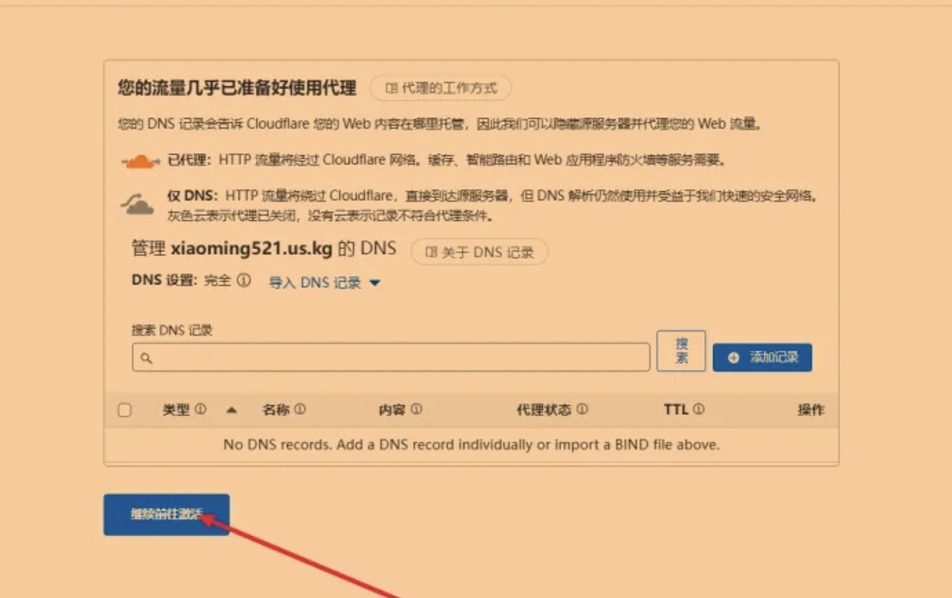 您的流量几乎已准备好使用代理 代理的工作方式
您的 DNS 记录会告诉 Cloudflare 您的 Web 内容在哪里托管，因此我们可以隐藏源服务器并代理您的 Web 流量。
已代理：HTTP 流量将经过 Cloudflare 网络。缓存、智能路由和 Web 应用程序防火墙等服务需要。
仅 DNS：HTTP 流量将绕过 Cloudflare，直接到达源服务器，但 DNS 解析仍然使用并受益于我们快速的安全网络。
灰色云表示代理已关闭，没有云表示记录不符合代理条件。
管理 xiaoming521.us.kg 的 DNS 关于 DNS 记录
DNS 设置：完全 导入 DNS 记录
搜索 DNS 记录
搜索
添加记录
类型 名称 内容 代理状态 TTL 操作
No DNS records. Add a DNS record individually or import a BIND file above.
继续前往激活